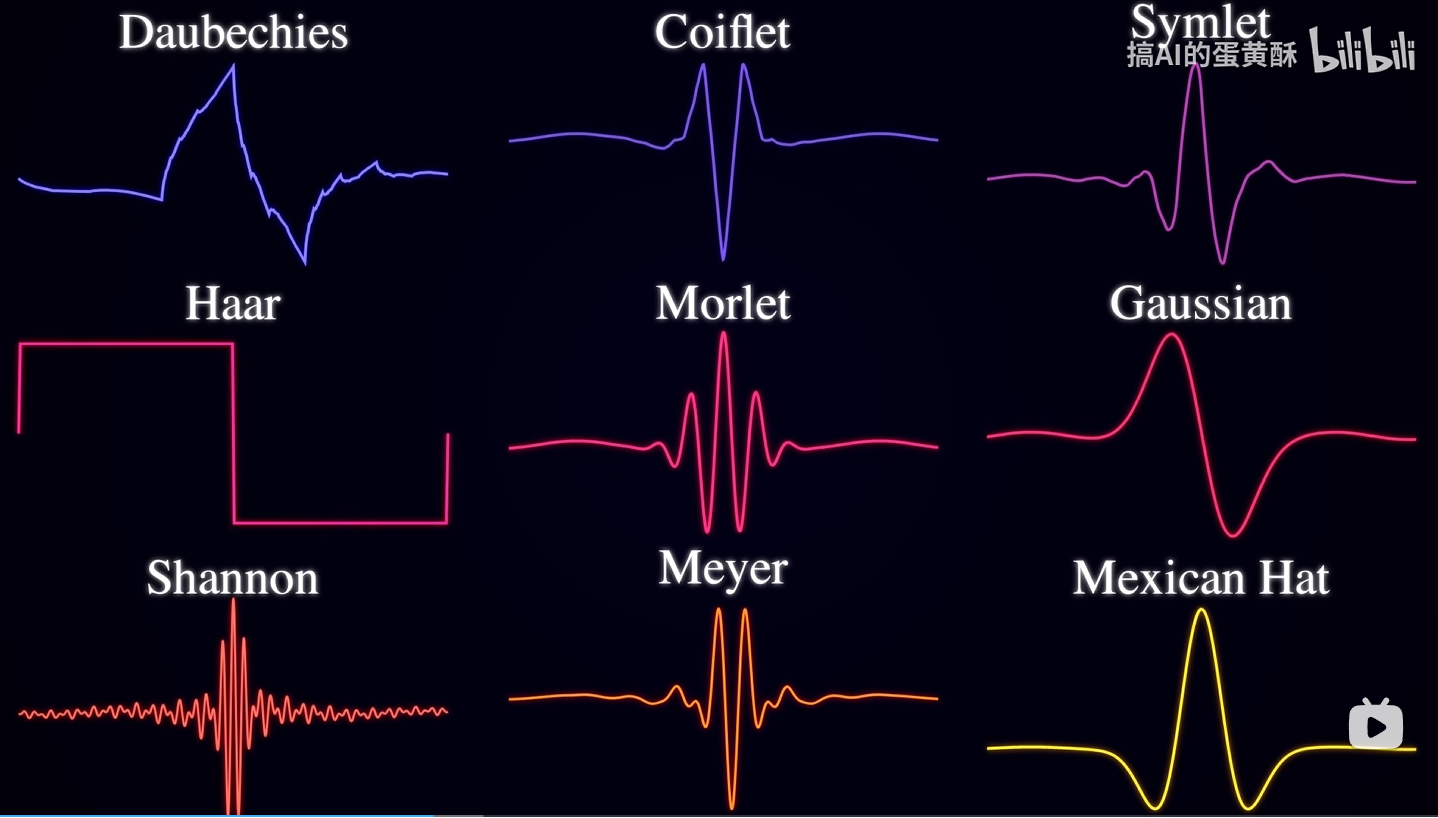 Daubechies
Coiflet
Symlet
搞AI的蛋黄酥 bilibili
Haar
Morlet
Gaussian
Shannon
Meyer
Mexican Hat